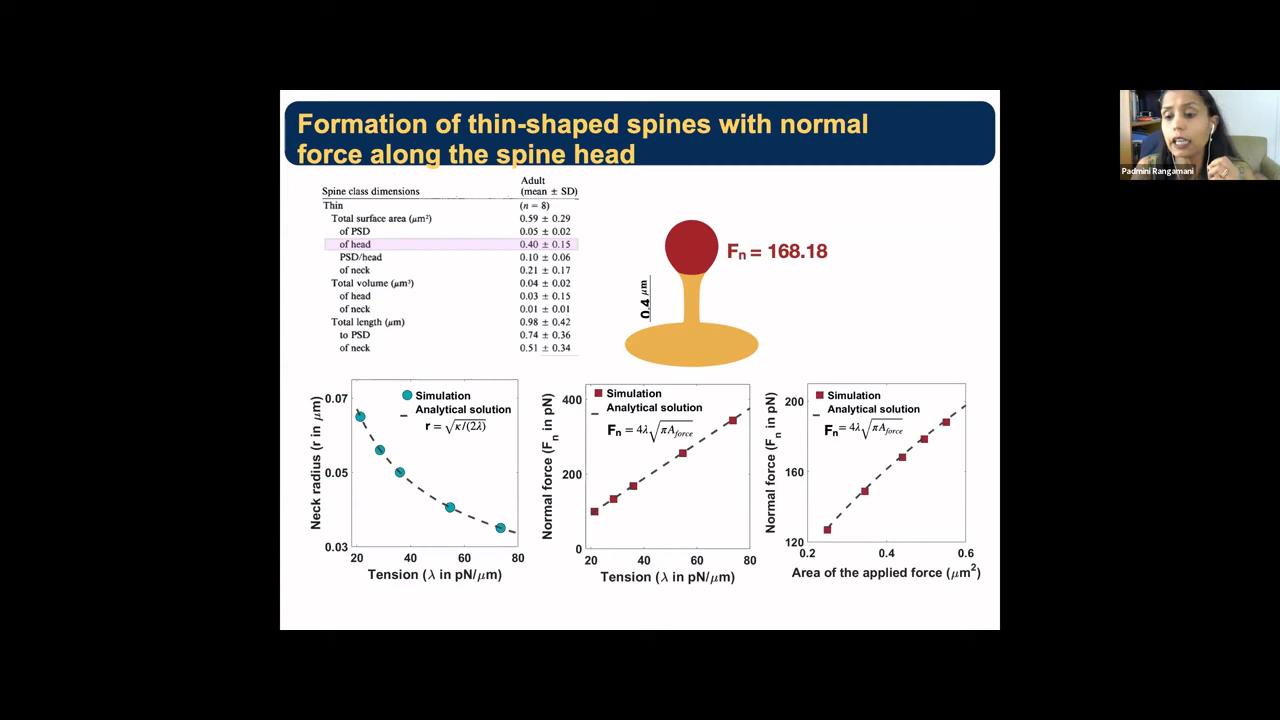 Formation of thin-shaped spines with normal
force along the spine head
Adult
Spine class dimensions (mean ± SD)
Thin (n = 8)
Total surface area (μm²) 0.59 ± 0.29
of PSD 0.05 ± 0.02
of head 0.40 ± 0.15
PSD/head 0.10 ± 0.06
of neck 0.21 ± 0.17
Total volume (μm³) 0.04 ± 0.02
of head 0.03 ± 0.15
of neck 0.01 ± 0.01
Total length (μm) 0.98 ± 0.42
to PSD 0.74 ± 0.36
of neck 0.51 ± 0.34
0.4 μm
Fn = 168.18
Padmini Rangamani
Neck radius (r in μm)
0.07
0.05
0.03
20 40 60 80
Tension (λ in pN/μm)
Simulation
Analytical solution
r = √κ/(2λ)
Normal force (Fn in pN)
400
200
0
20 40 60 80
Tension (λ in pN/μm)
Simulation
Analytical solution
Fn = 4λ√πAforce
Normal force (Fn in pN)
200
160
120
0.2 0.4 0.6
Area of the applied force (μm²)
Simulation
Analytical solution
Fn= 4λ√πAforce